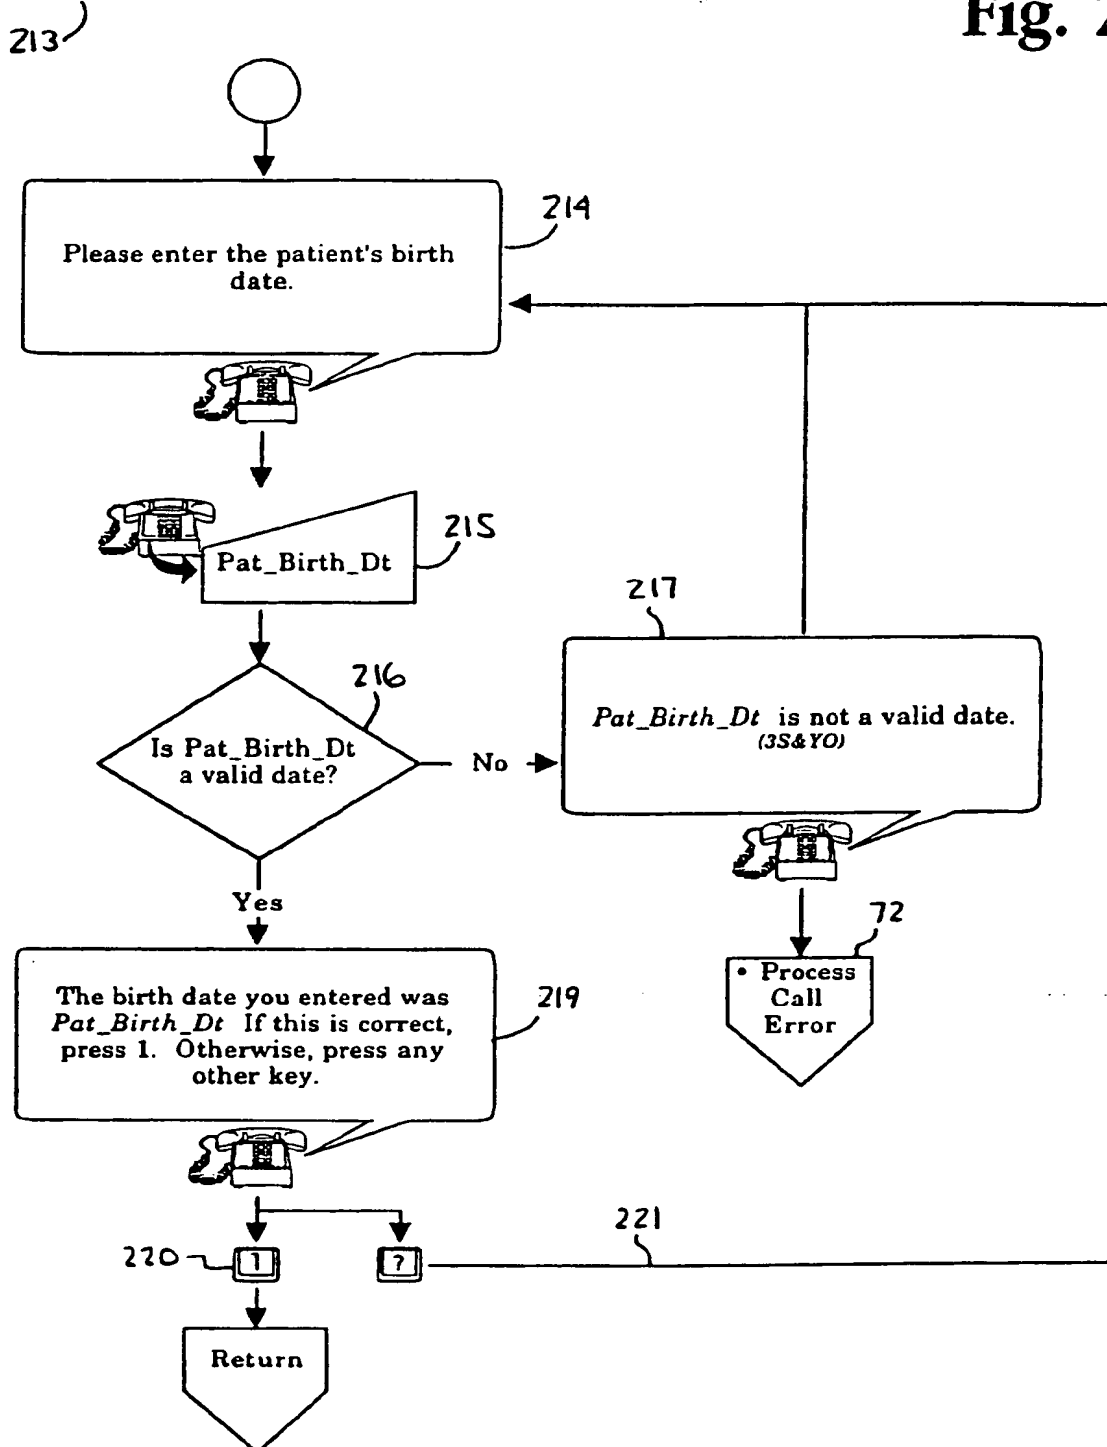 213
Fig. 2
214
Please enter the patient's birth
date.
215
Pat_Birth_Dt
217
216
Is Pat_Birth_Dt
a valid date?
No
Pat_Birth_Dt is not a valid date.
(3S&YO)
Yes
72
• Process
Call
Error
The birth date you entered was
Pat_Birth_Dt If this is correct,
press 1. Otherwise, press any
other key.
219
221
220
1
?
Return